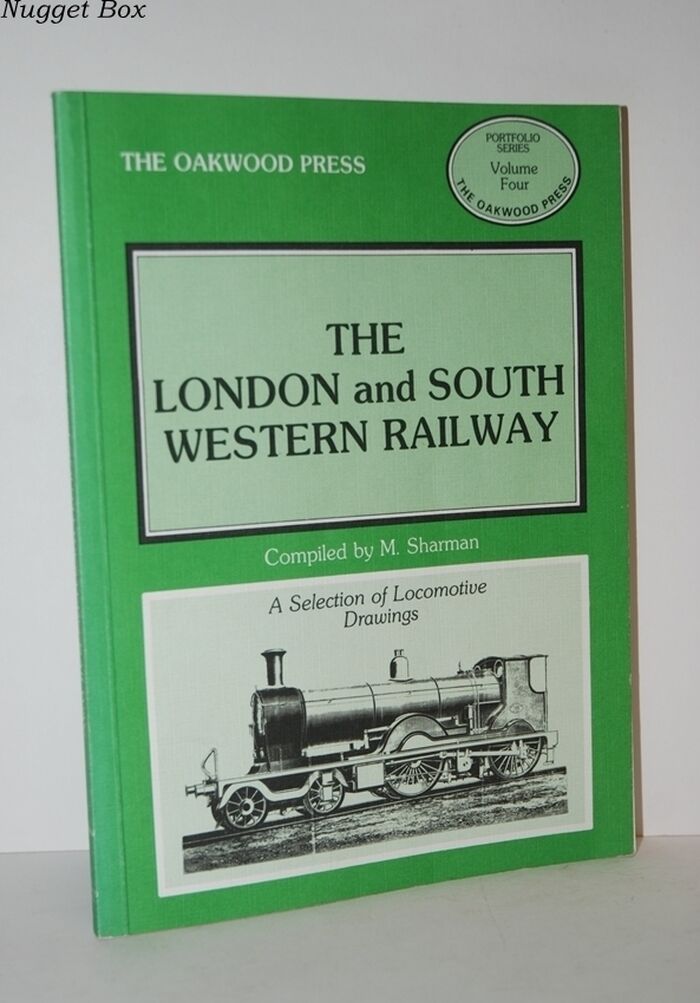 Nugget Box
THE OAKWOOD PRESS
PORTFOLIO
SERIES
Volume
Four
THE OAKWOOD PRESS
THE
LONDON and SOUTH
WESTERN RAILWAY
Compiled by M. Sharman
A Selection of Locomotive
Drawings